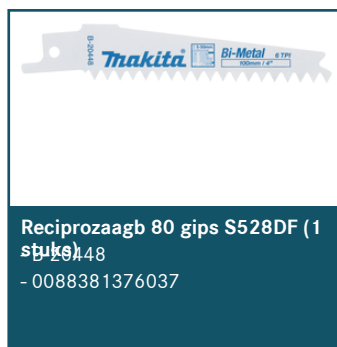 B-20448
Makita
Bi-Metal 6 TPI
100mm / 4"
Reciprozaagb 80 gips S528DF (1
stuks)
- B-20448
- 0088381376037